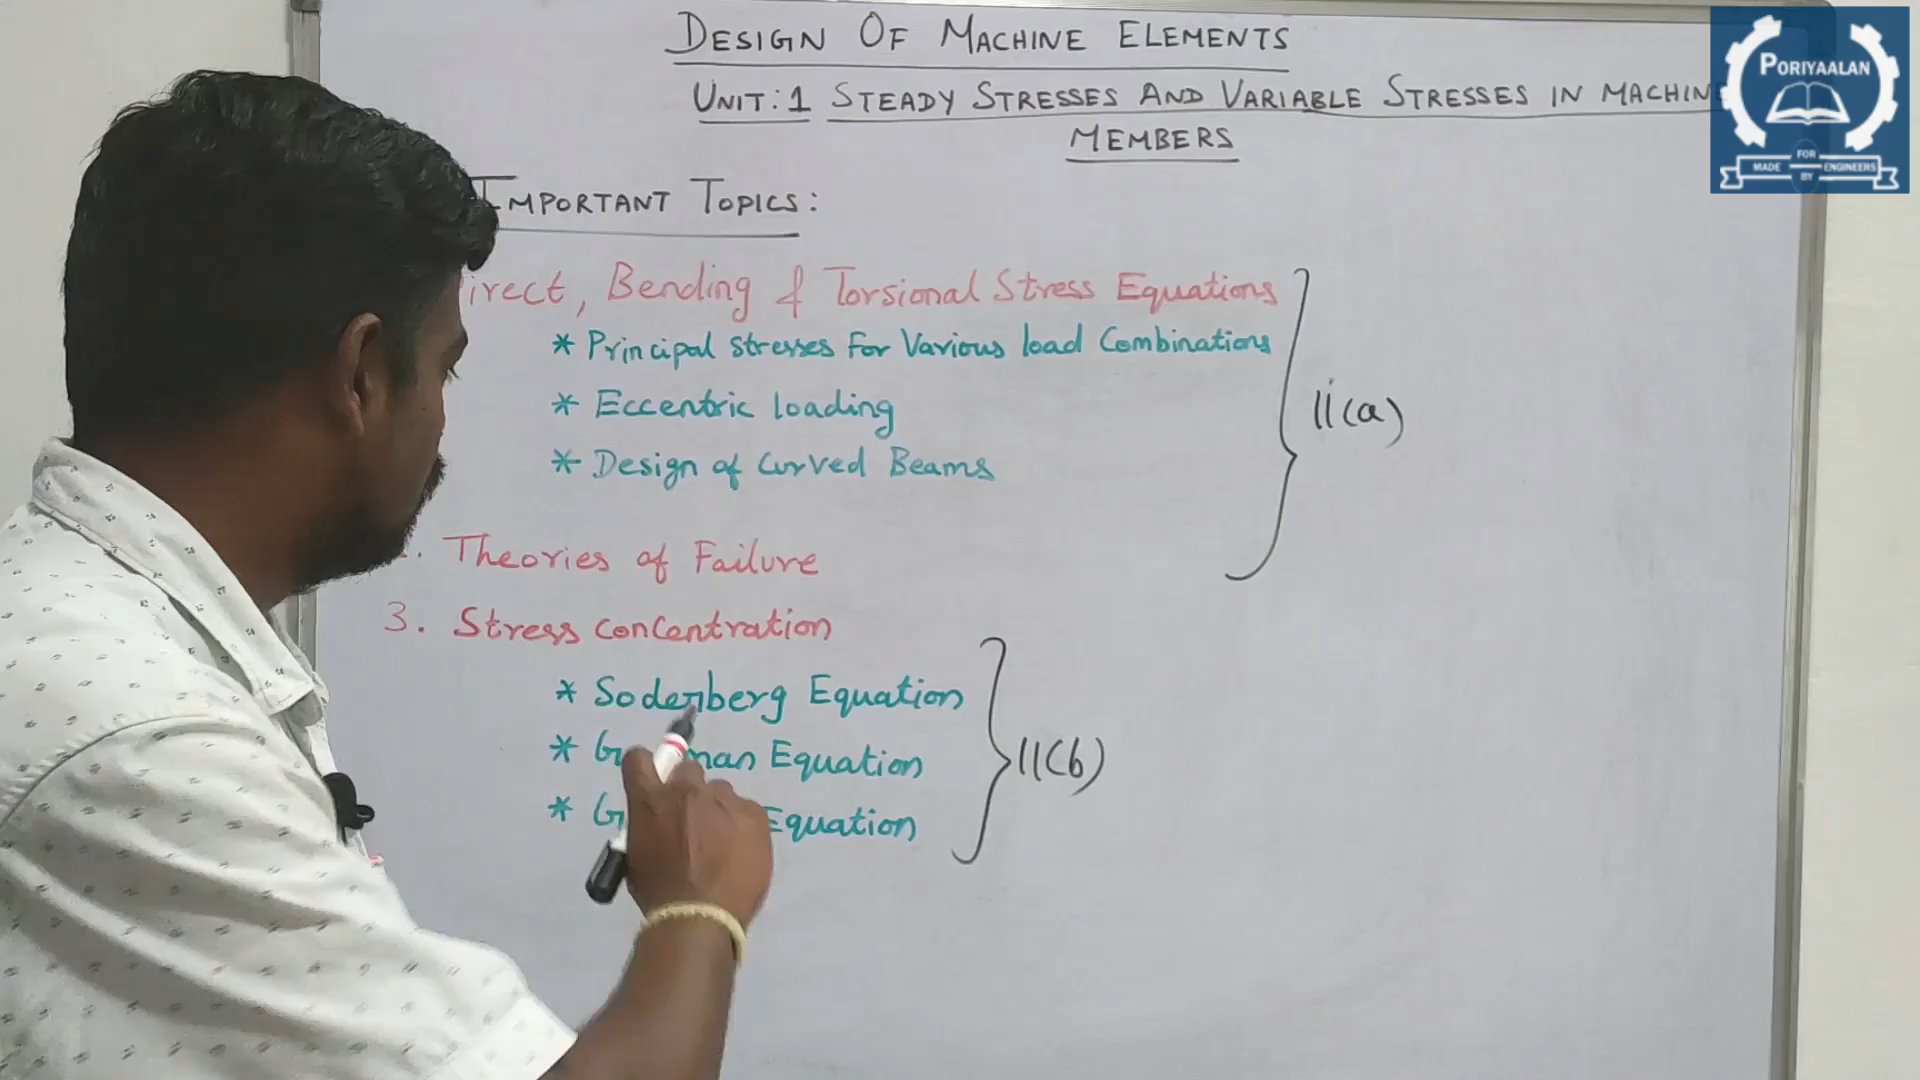 DESIGN OF MACHINE ELEMENTS
UNIT:1 STEADY STRESSES AND VARIABLE STRESSES IN MACHIN
MEMBERS
IMPORTANT TOPICS:
irect, Bending & Torsional Stress Equations
* Principal stresses For Various load Combinations
* Eccentric loading
* Design of Curved Beams
11(a)
. Theories of Failure
3. Stress concentration
* Soderberg Equation
* G man Equation
* G Equation
11(b)
PORIYAALAN
MADE FOR ENGINEERS
BY